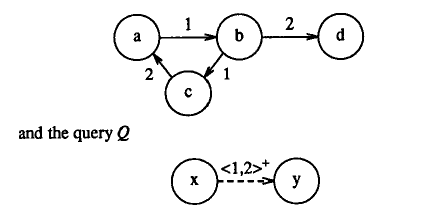 1
2
a
b
d
2
1
c
and the query Q
<1,2>+
x
y